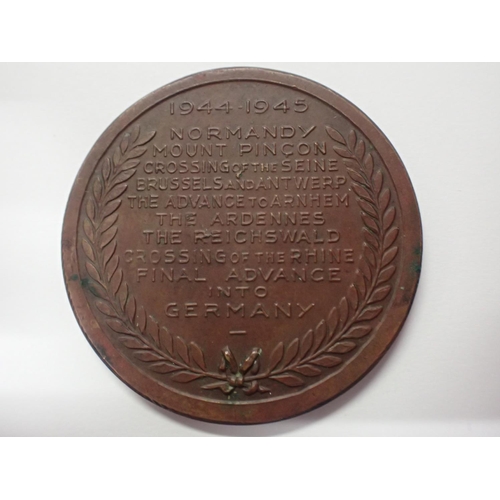 1944-1945
NORMANDY
MOUNT PINÇON
CROSSING OF THE SEINE
BRUSSELS AND ANTWERP
THE ADVANCE TO ARNHEM
THE ARDENNES
THE REICHSWALD
CROSSING OF THE RHINE
FINAL ADVANCE
INTO
GERMANY